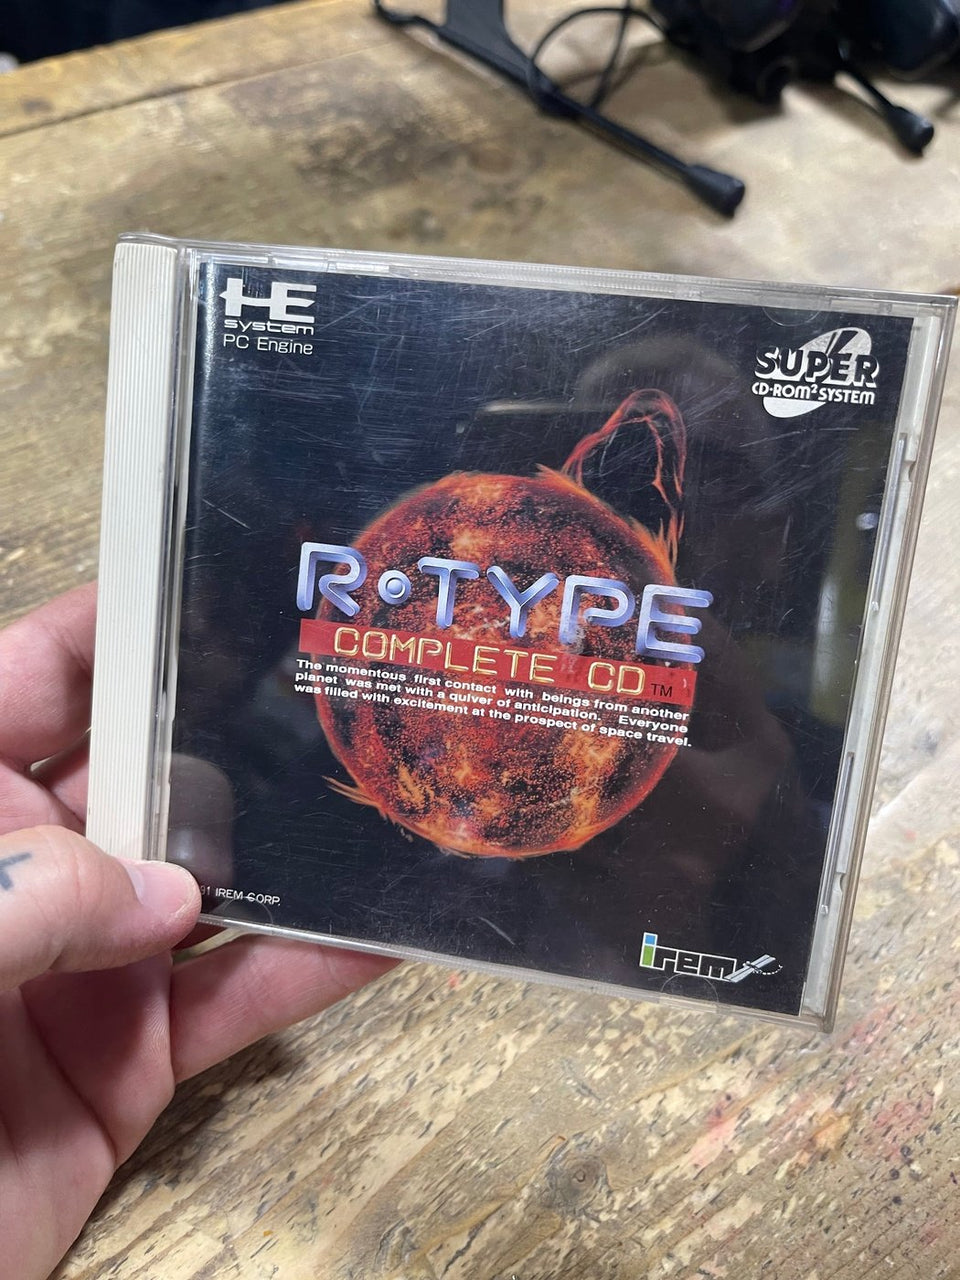 HE
system
PC Engine
SUPER
CD-ROM² SYSTEM
R·TYPE
COMPLETE CD™
The momentous first contact with beings from another
planet was met with a quiver of anticipation. Everyone
was filled with excitement at the prospect of space travel.
91 IREM CORP.
irem